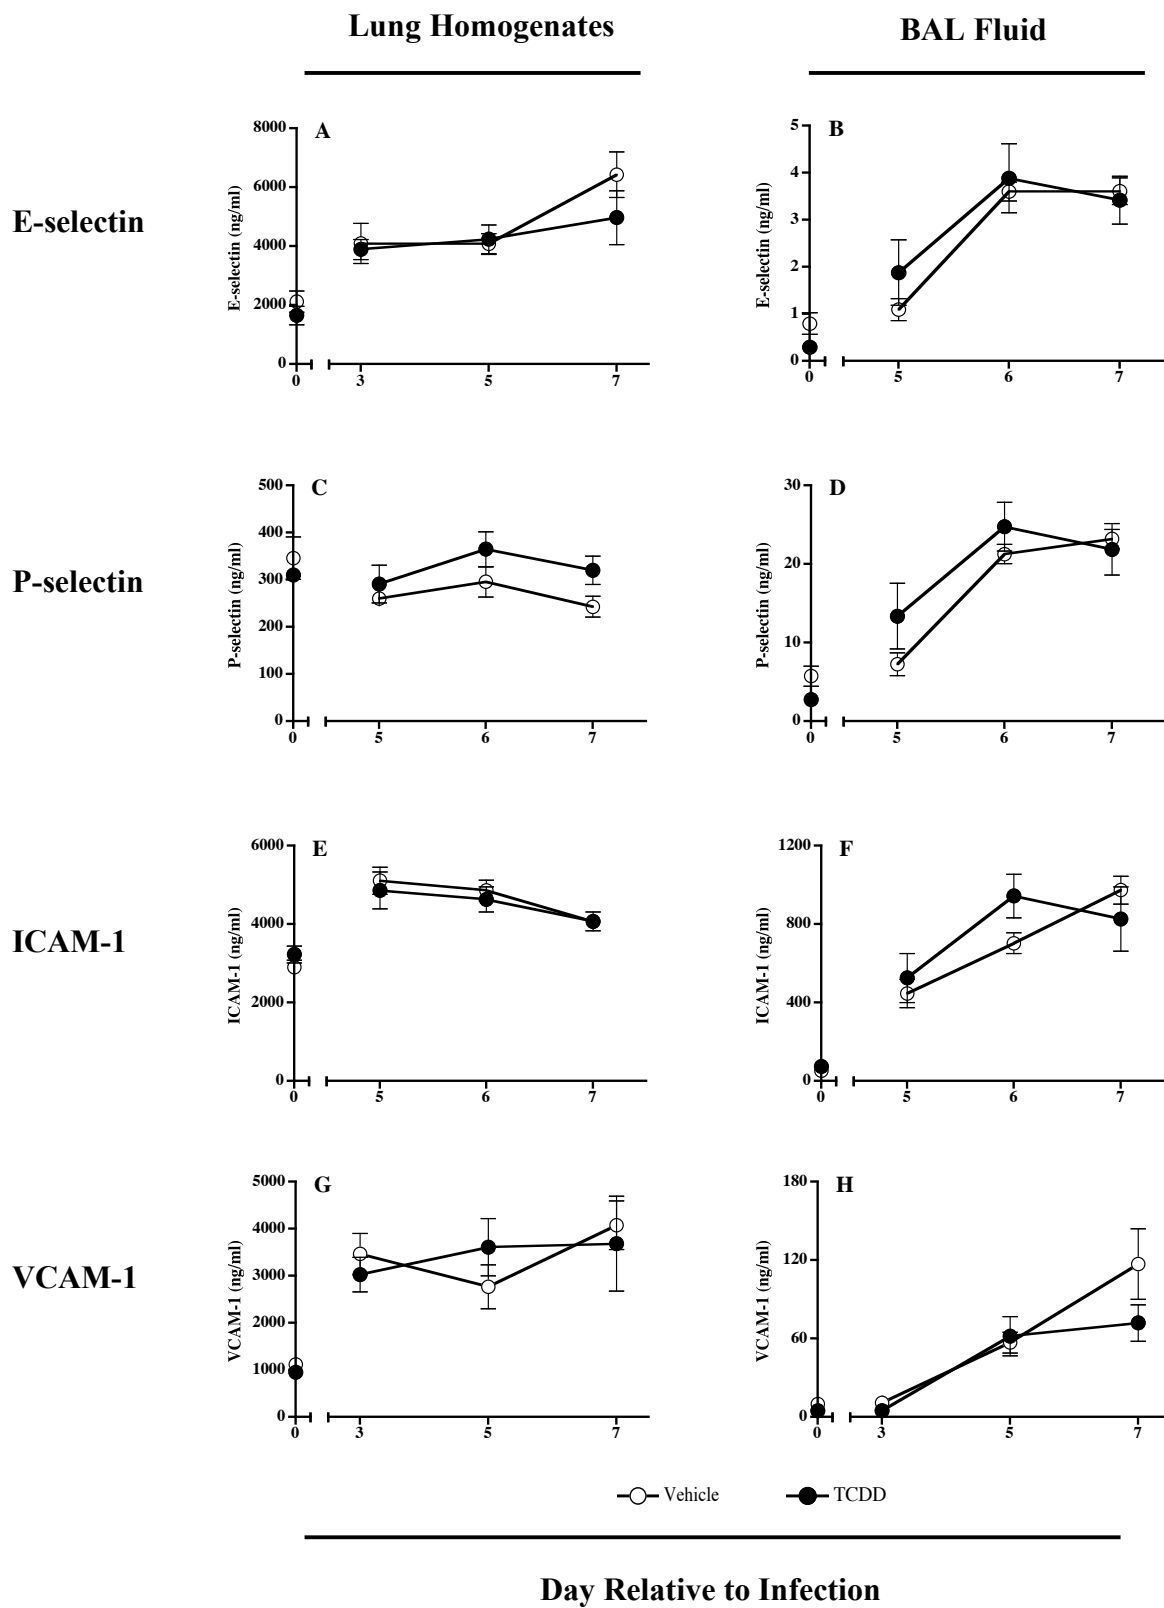 Lung Homogenates
BAL Fluid
E-selectin
A
E-selectin (ng/ml)
8000
6000
4000
2000
0
0 3 5 7
B
E-selectin (ng/ml)
5
4
3
2
1
0
0 5 6 7
P-selectin
C
P-selectin (ng/ml)
500
400
300
200
100
0
0 5 6 7
D
P-selectin (ng/ml)
30
20
10
0
0 5 6 7
ICAM-1
E
ICAM-1 (ng/ml)
6000
4000
2000
0
0 5 6 7
F
ICAM-1 (ng/ml)
1200
800
400
0
0 5 6 7
VCAM-1
G
VCAM-1 (ng/ml)
5000
4000
3000
2000
1000
0
0 3 5 7
H
VCAM-1 (ng/ml)
180
120
60
0
0 3 5 7
Vehicle
TCDD
Day Relative to Infection